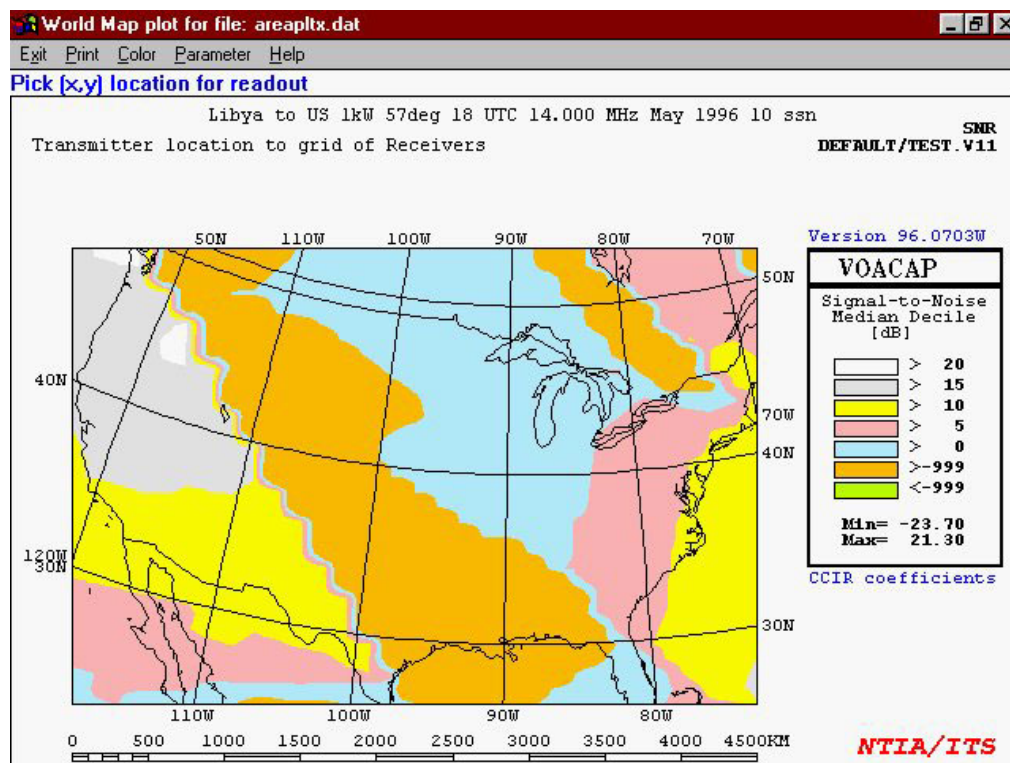 World Map plot for file: areapltx.dat
Exit Print Color Parameter Help
Pick (x,y) location for readout
Libya to US 1kW 57deg 18 UTC 14.000 MHz May 1996 10 ssn
SNR
Transmitter location to grid of Receivers
DEFAULT/TEST.V11
50N 110W 100W 90W 80W 70W
Version 96.0703W
50N
VOACAP
Signal-to-Noise
Median Decile
[dB]
> 20
> 15
> 10
> 5
> 0
>-999
<-999
40N
70W
40N
Min= -23.70
Max= 21.30
120W
30N
CCIR coefficients
30N
110W 100W 90W 80W
0 500 1000 1500 2000 2500 3000 3500 4000 4500KM
NTIA/ITS